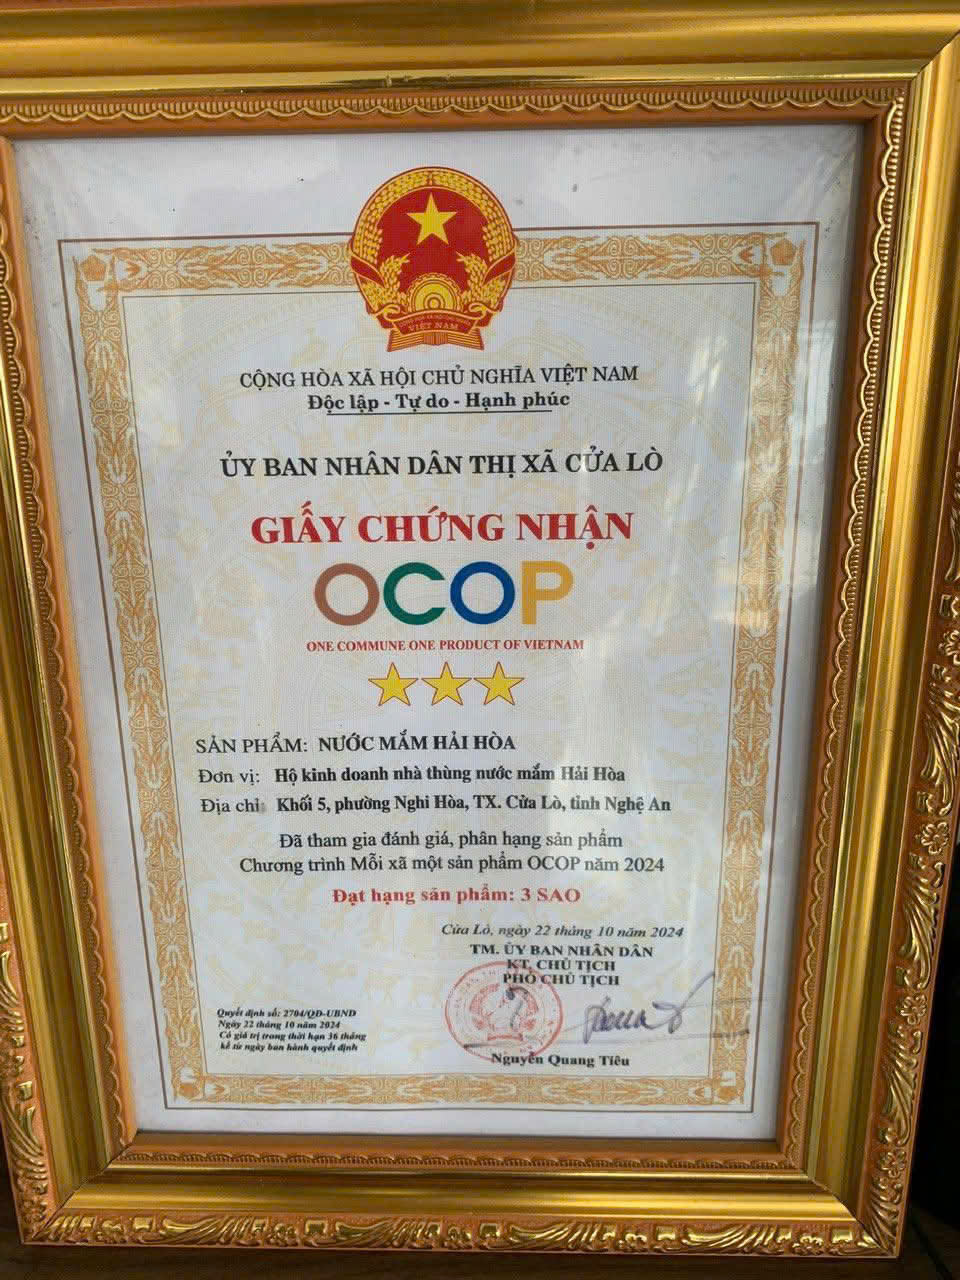 VIỆT NAM
CỘNG HÒA XÃ HỘI CHỦ NGHĨA VIỆT NAM
Độc lập - Tự do - Hạnh phúc
ỦY BAN NHÂN DÂN THỊ XÃ CỬA LÒ
GIẤY CHỨNG NHẬN
OCOP
ONE COMMUNE ONE PRODUCT OF VIETNAM
SẢN PHẨM: NƯỚC MẮM HẢI HÒA
Đơn vị: Hộ kinh doanh nhà thùng nước mắm Hải Hòa
Địa chỉ: Khối 5, phường Nghi Hòa, TX. Cửa Lò, tỉnh Nghệ An
Đã tham gia đánh giá, phân hạng sản phẩm
Chương trình Mỗi xã một sản phẩm OCOP năm 2024
Đạt hạng sản phẩm: 3 SAO
Cửa Lò, ngày 22 tháng 10 năm 2024
TM. ỦY BAN NHÂN DÂN
KT. CHỦ TỊCH
PHÓ CHỦ TỊCH
Quyết định số: 2704/QĐ-UBND
Ngày 22 tháng 10 năm 2024
Có giá trị trong thời hạn 36 tháng
kể từ ngày ban hành quyết định
Nguyễn Quang Tiêu